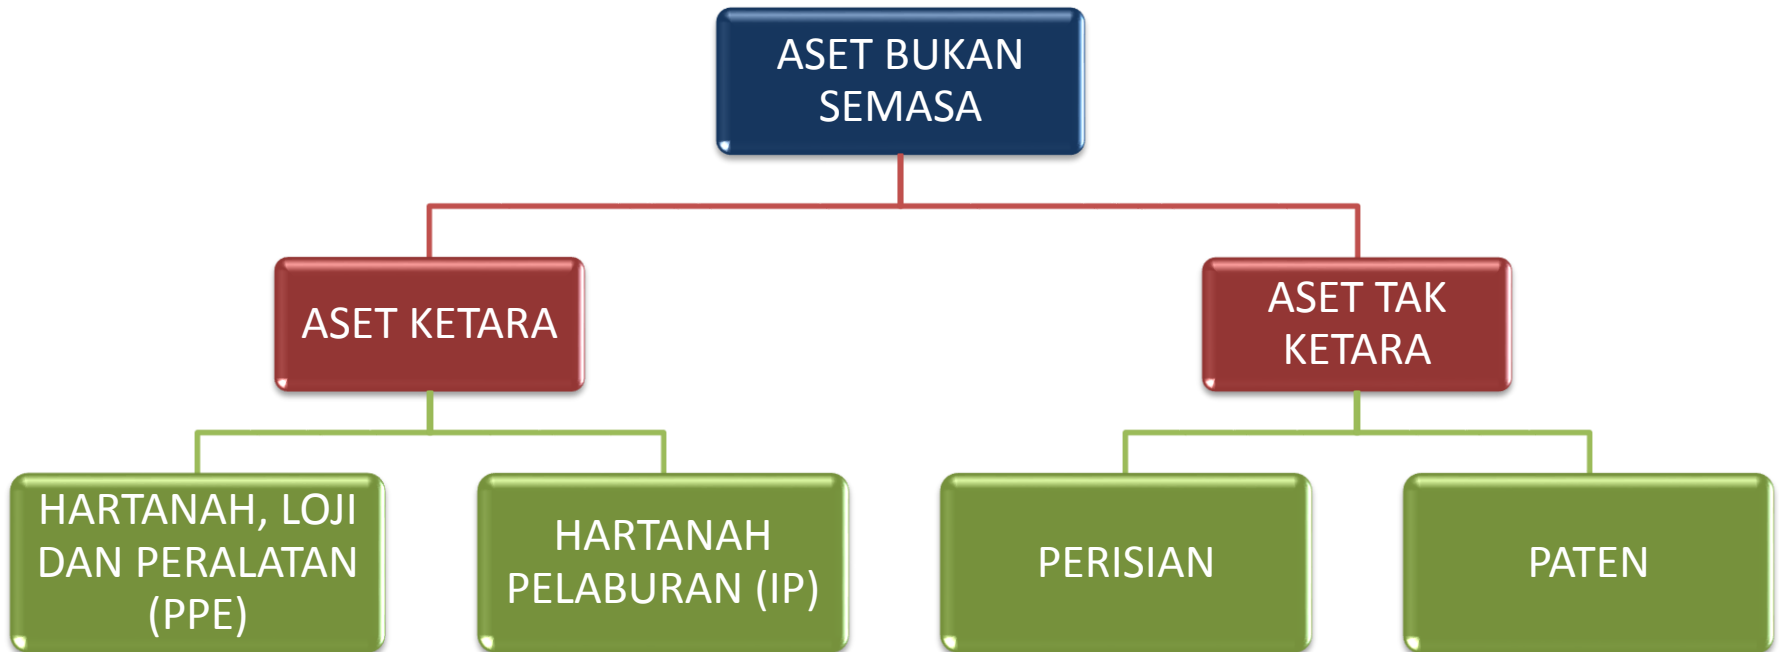 ASET BUKAN
SEMASA
ASET KETARA
ASET TAK
KETARA
HARTANAH, LOJI
DAN PERALATAN
(PPE)
HARTANAH
PELABURAN (IP)
PERISIAN
PATEN